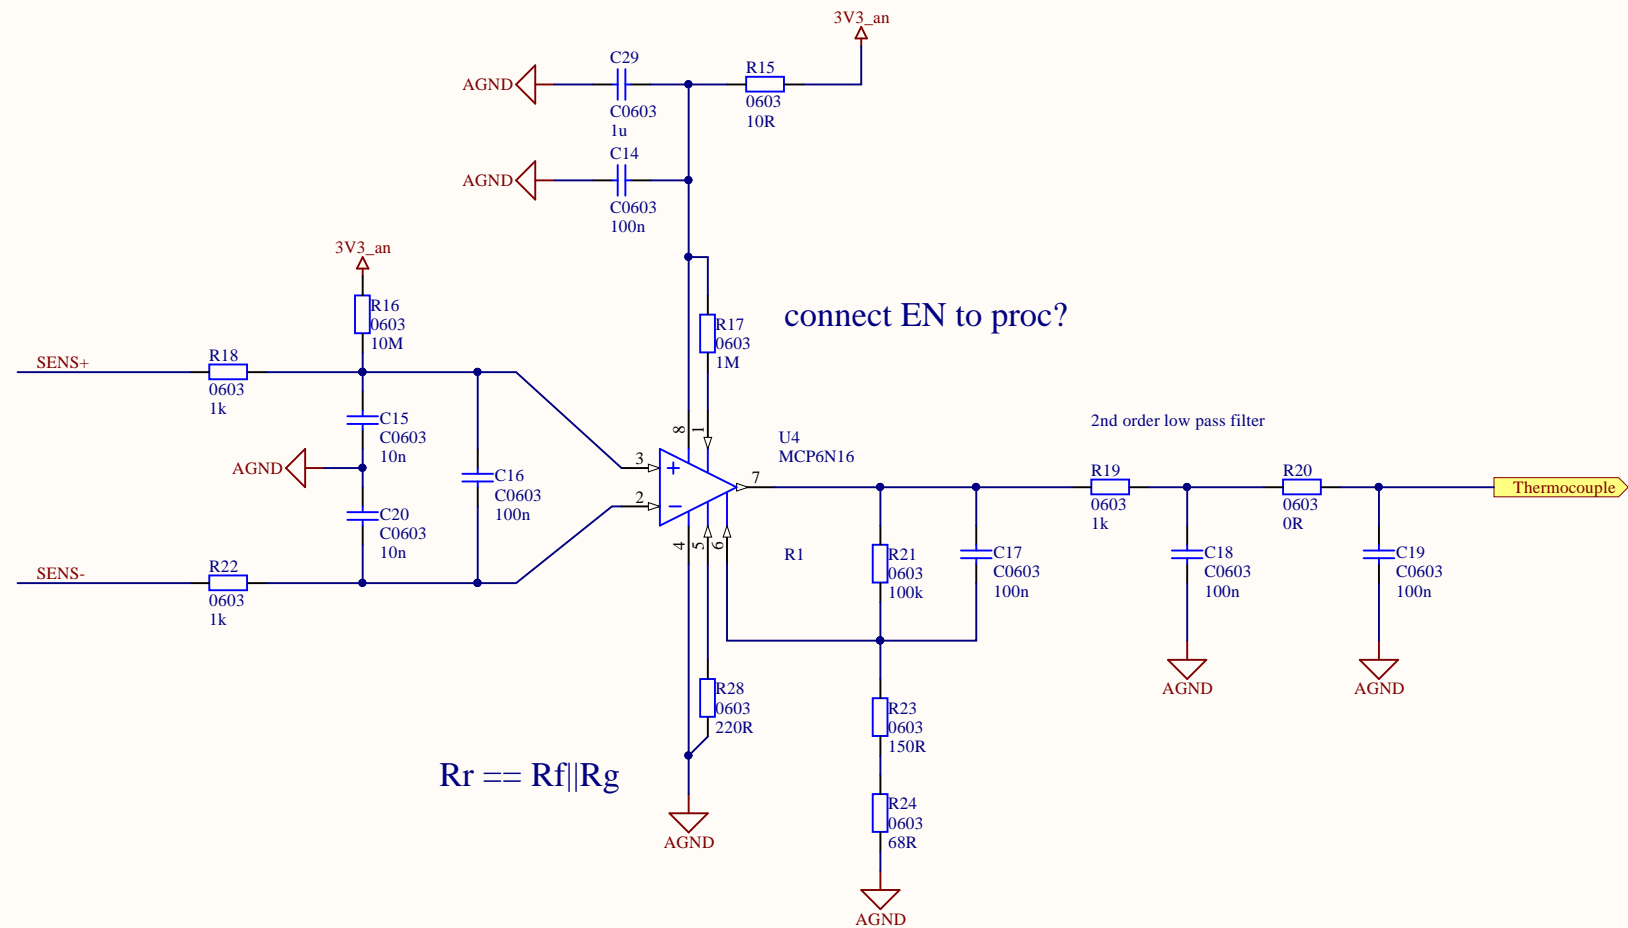 3V3_an
C29
AGND
C0603
1u
R15
0603
10R
C14
AGND
C0603
100n
3V3_an
R16
0603
10M
SENS+
R18
0603
1k
C15
C0603
10n
AGND
C16
C0603
100n
C20
C0603
10n
SENS-
R22
0603
1k
connect EN to proc?
R17
0603
1M
8
1
3
2
4
5
6
7
U4
MCP6N16
R1
R21
0603
100k
C17
C0603
100n
2nd order low pass filter
R19
0603
1k
R20
0603
0R
Thermocouple
C18
C0603
100n
AGND
C19
C0603
100n
AGND
R28
0603
220R
Rr == Rf||Rg
AGND
R23
0603
150R
R24
0603
68R
AGND